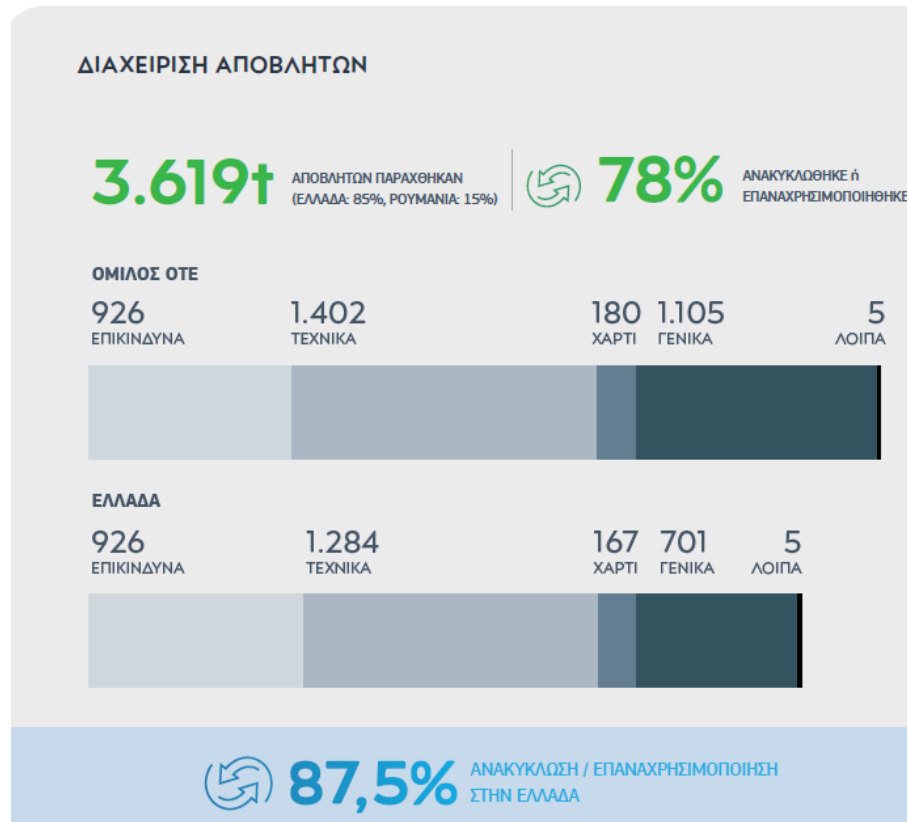 ΔΙΑΧΕΙΡΙΣΗ ΑΠΟΒΛΗΤΩΝ
3.619t
ΑΠΟΒΛΗΤΩΝ ΠΑΡΑΧΘΗΚΑΝ
(ΕΛΛΑΔΑ: 85%, ΡΟΥΜΑΝΙΑ: 15%)
78%
ΑΝΑΚΥΚΛΩΘΗΚΕ ή
ΕΠΑΝΑΧΡΗΣΙΜΟΠΟΙΗΘΗΚΕ
ΟΜΙΛΟΣ ΟΤΕ
926 1.402 180 1.105 5
ΕΠΙΚΙΝΔΥΝΑ ΤΕΧΝΙΚΑ ΧΑΡΤΙ ΓΕΝΙΚΑ ΛΟΙΠΑ
ΕΛΛΑΔΑ
926 1.284 167 701 5
ΕΠΙΚΙΝΔΥΝΑ ΤΕΧΝΙΚΑ ΧΑΡΤΙ ΓΕΝΙΚΑ ΛΟΙΠΑ
87,5%
ΑΝΑΚΥΚΛΩΣΗ / ΕΠΑΝΑΧΡΗΣΙΜΟΠΟΙΗΣΗ
ΣΤΗΝ ΕΛΛΑΔΑ